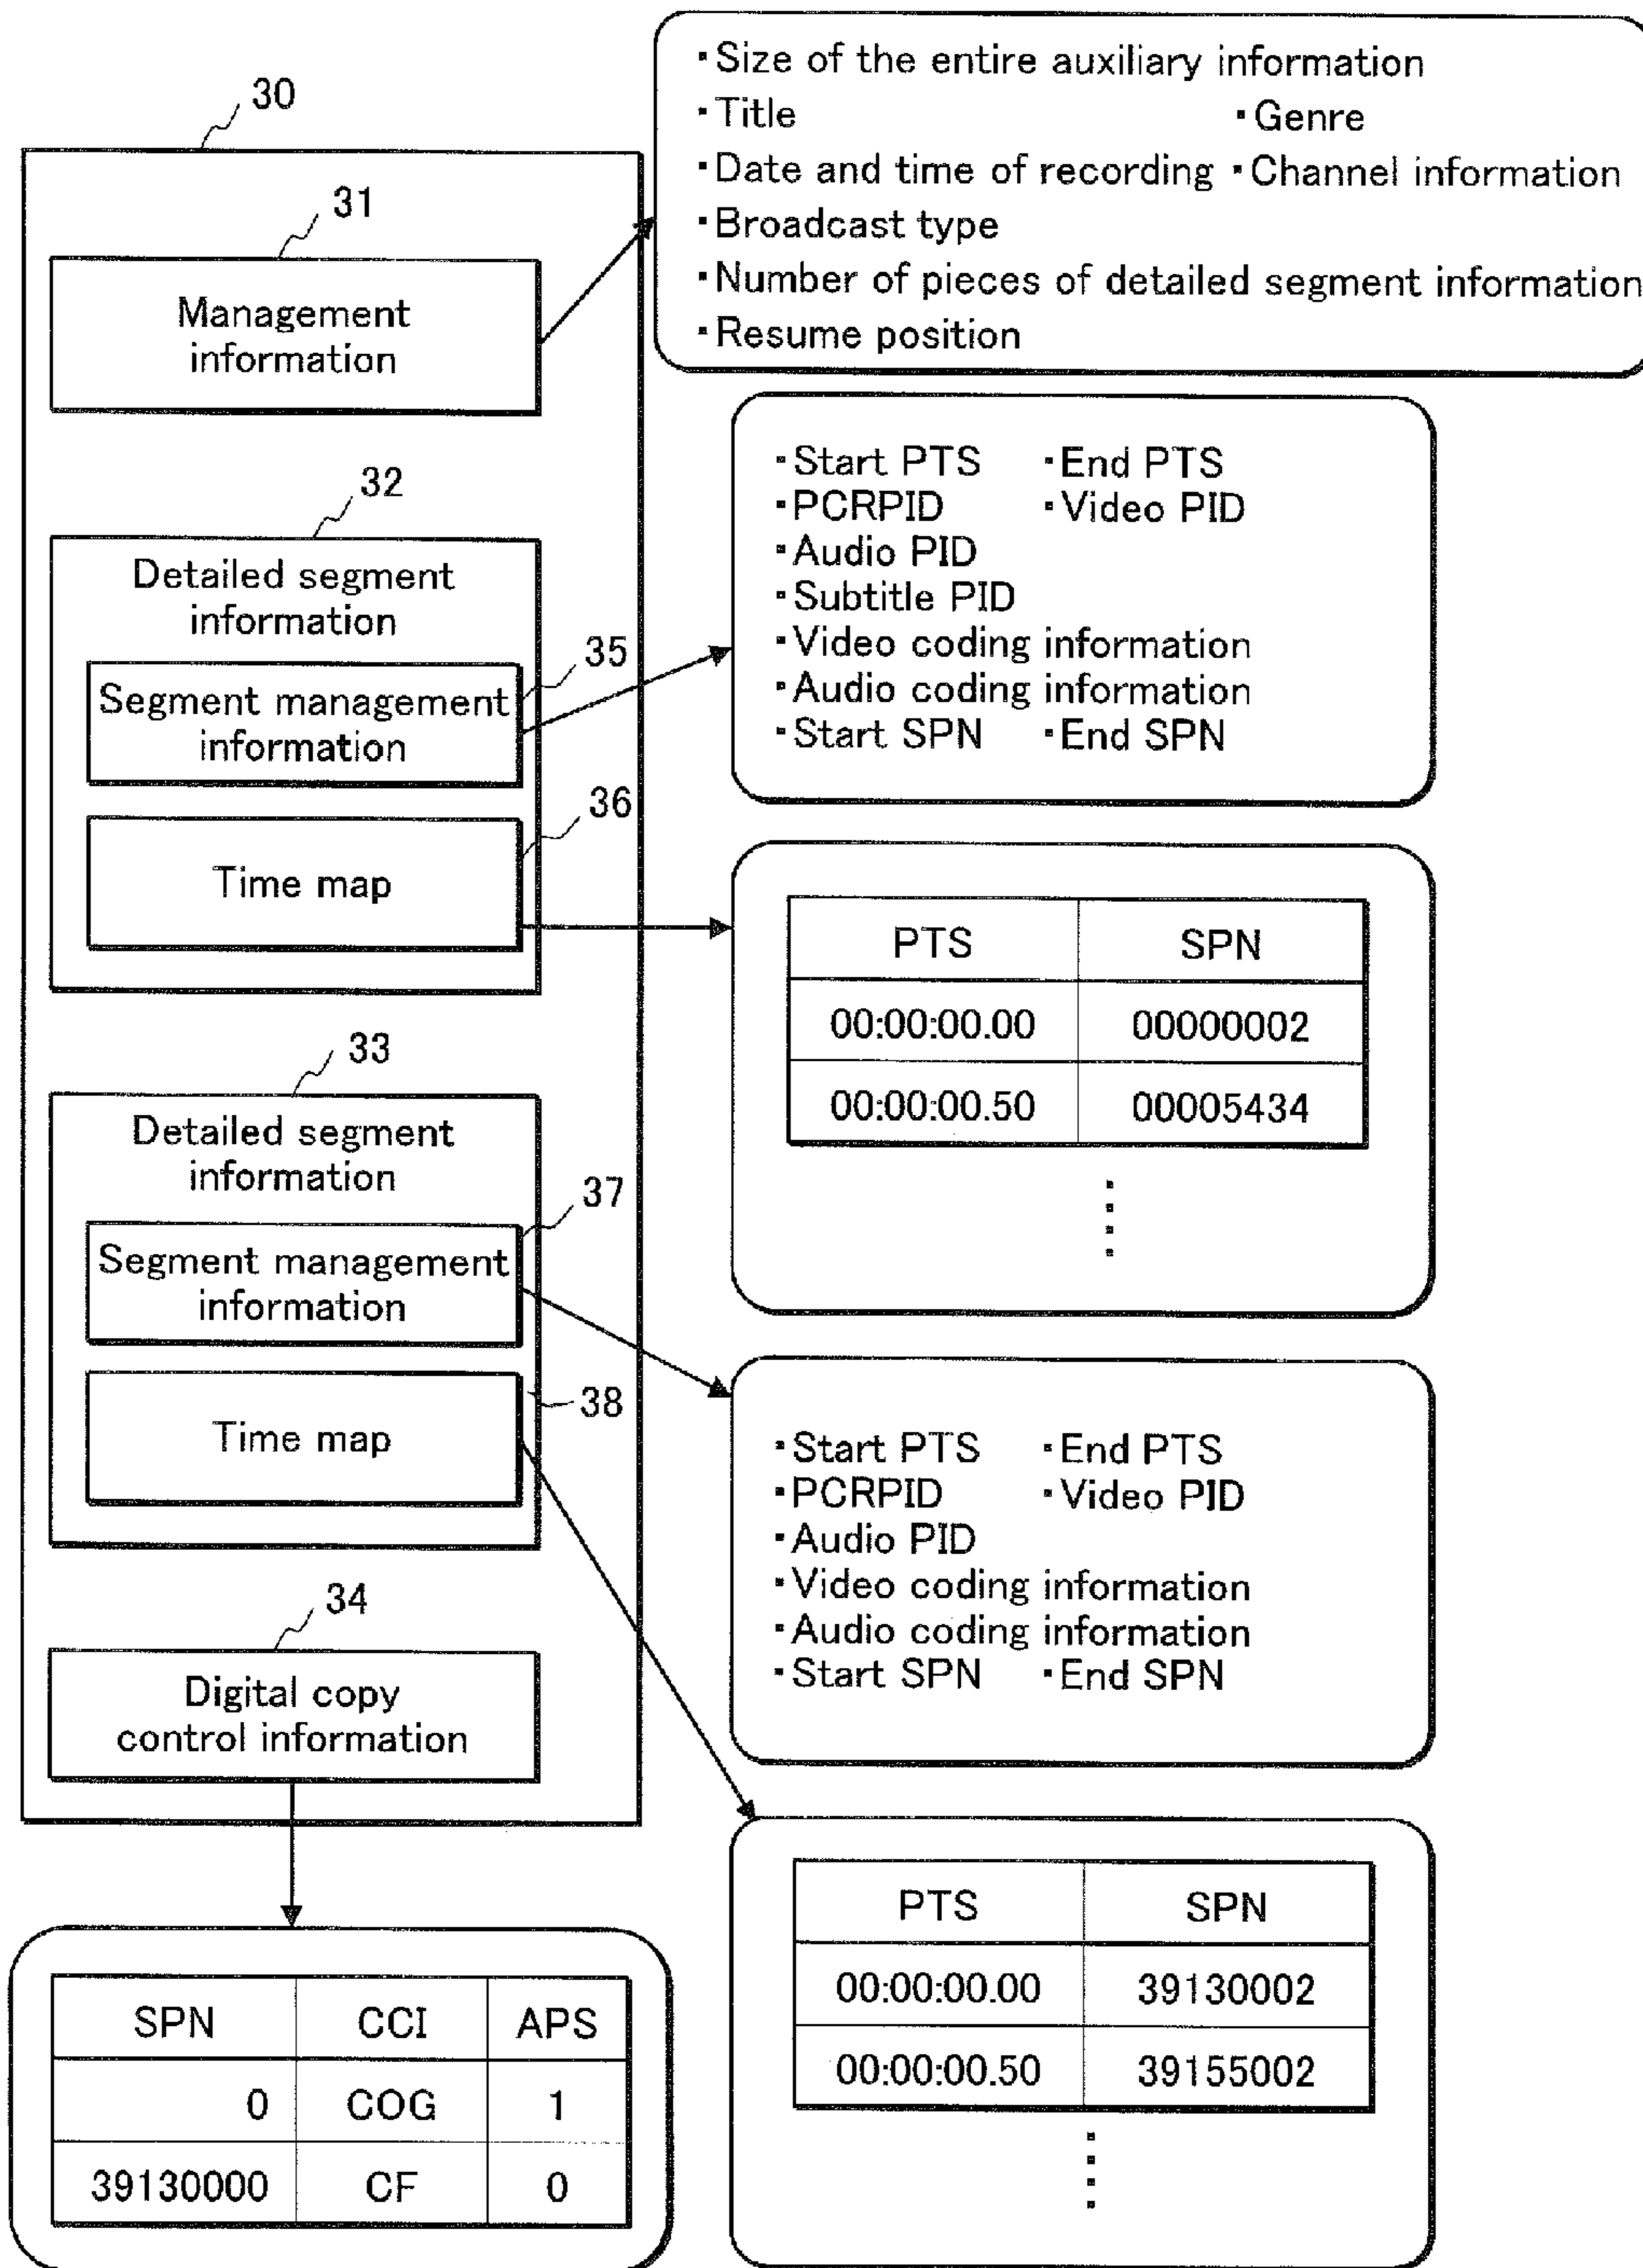 30
・Size of the entire auxiliary information
・Title ・Genre
・Date and time of recording ・Channel information
・Broadcast type
・Number of pieces of detailed segment information
・Resume position
31
Management
information
32
Detailed segment
information
35
Segment management
information
・Start PTS ・End PTS
・PCRPID ・Video PID
・Audio PID
・Subtitle PID
・Video coding information
・Audio coding information
・Start SPN ・End SPN
36
Time map
PTS SPN
00:00:00.00 00000002
00:00:00.50 00005434
33
Detailed segment
information
37
Segment management
information
・Start PTS ・End PTS
・PCRPID ・Video PID
・Audio PID
・Video coding information
・Audio coding information
・Start SPN ・End SPN
38
Time map
PTS SPN
00:00:00.00 39130002
00:00:00.50 39155002
34
Digital copy
control information
SPN CCI APS
0 COG 1
39130000 CF 0